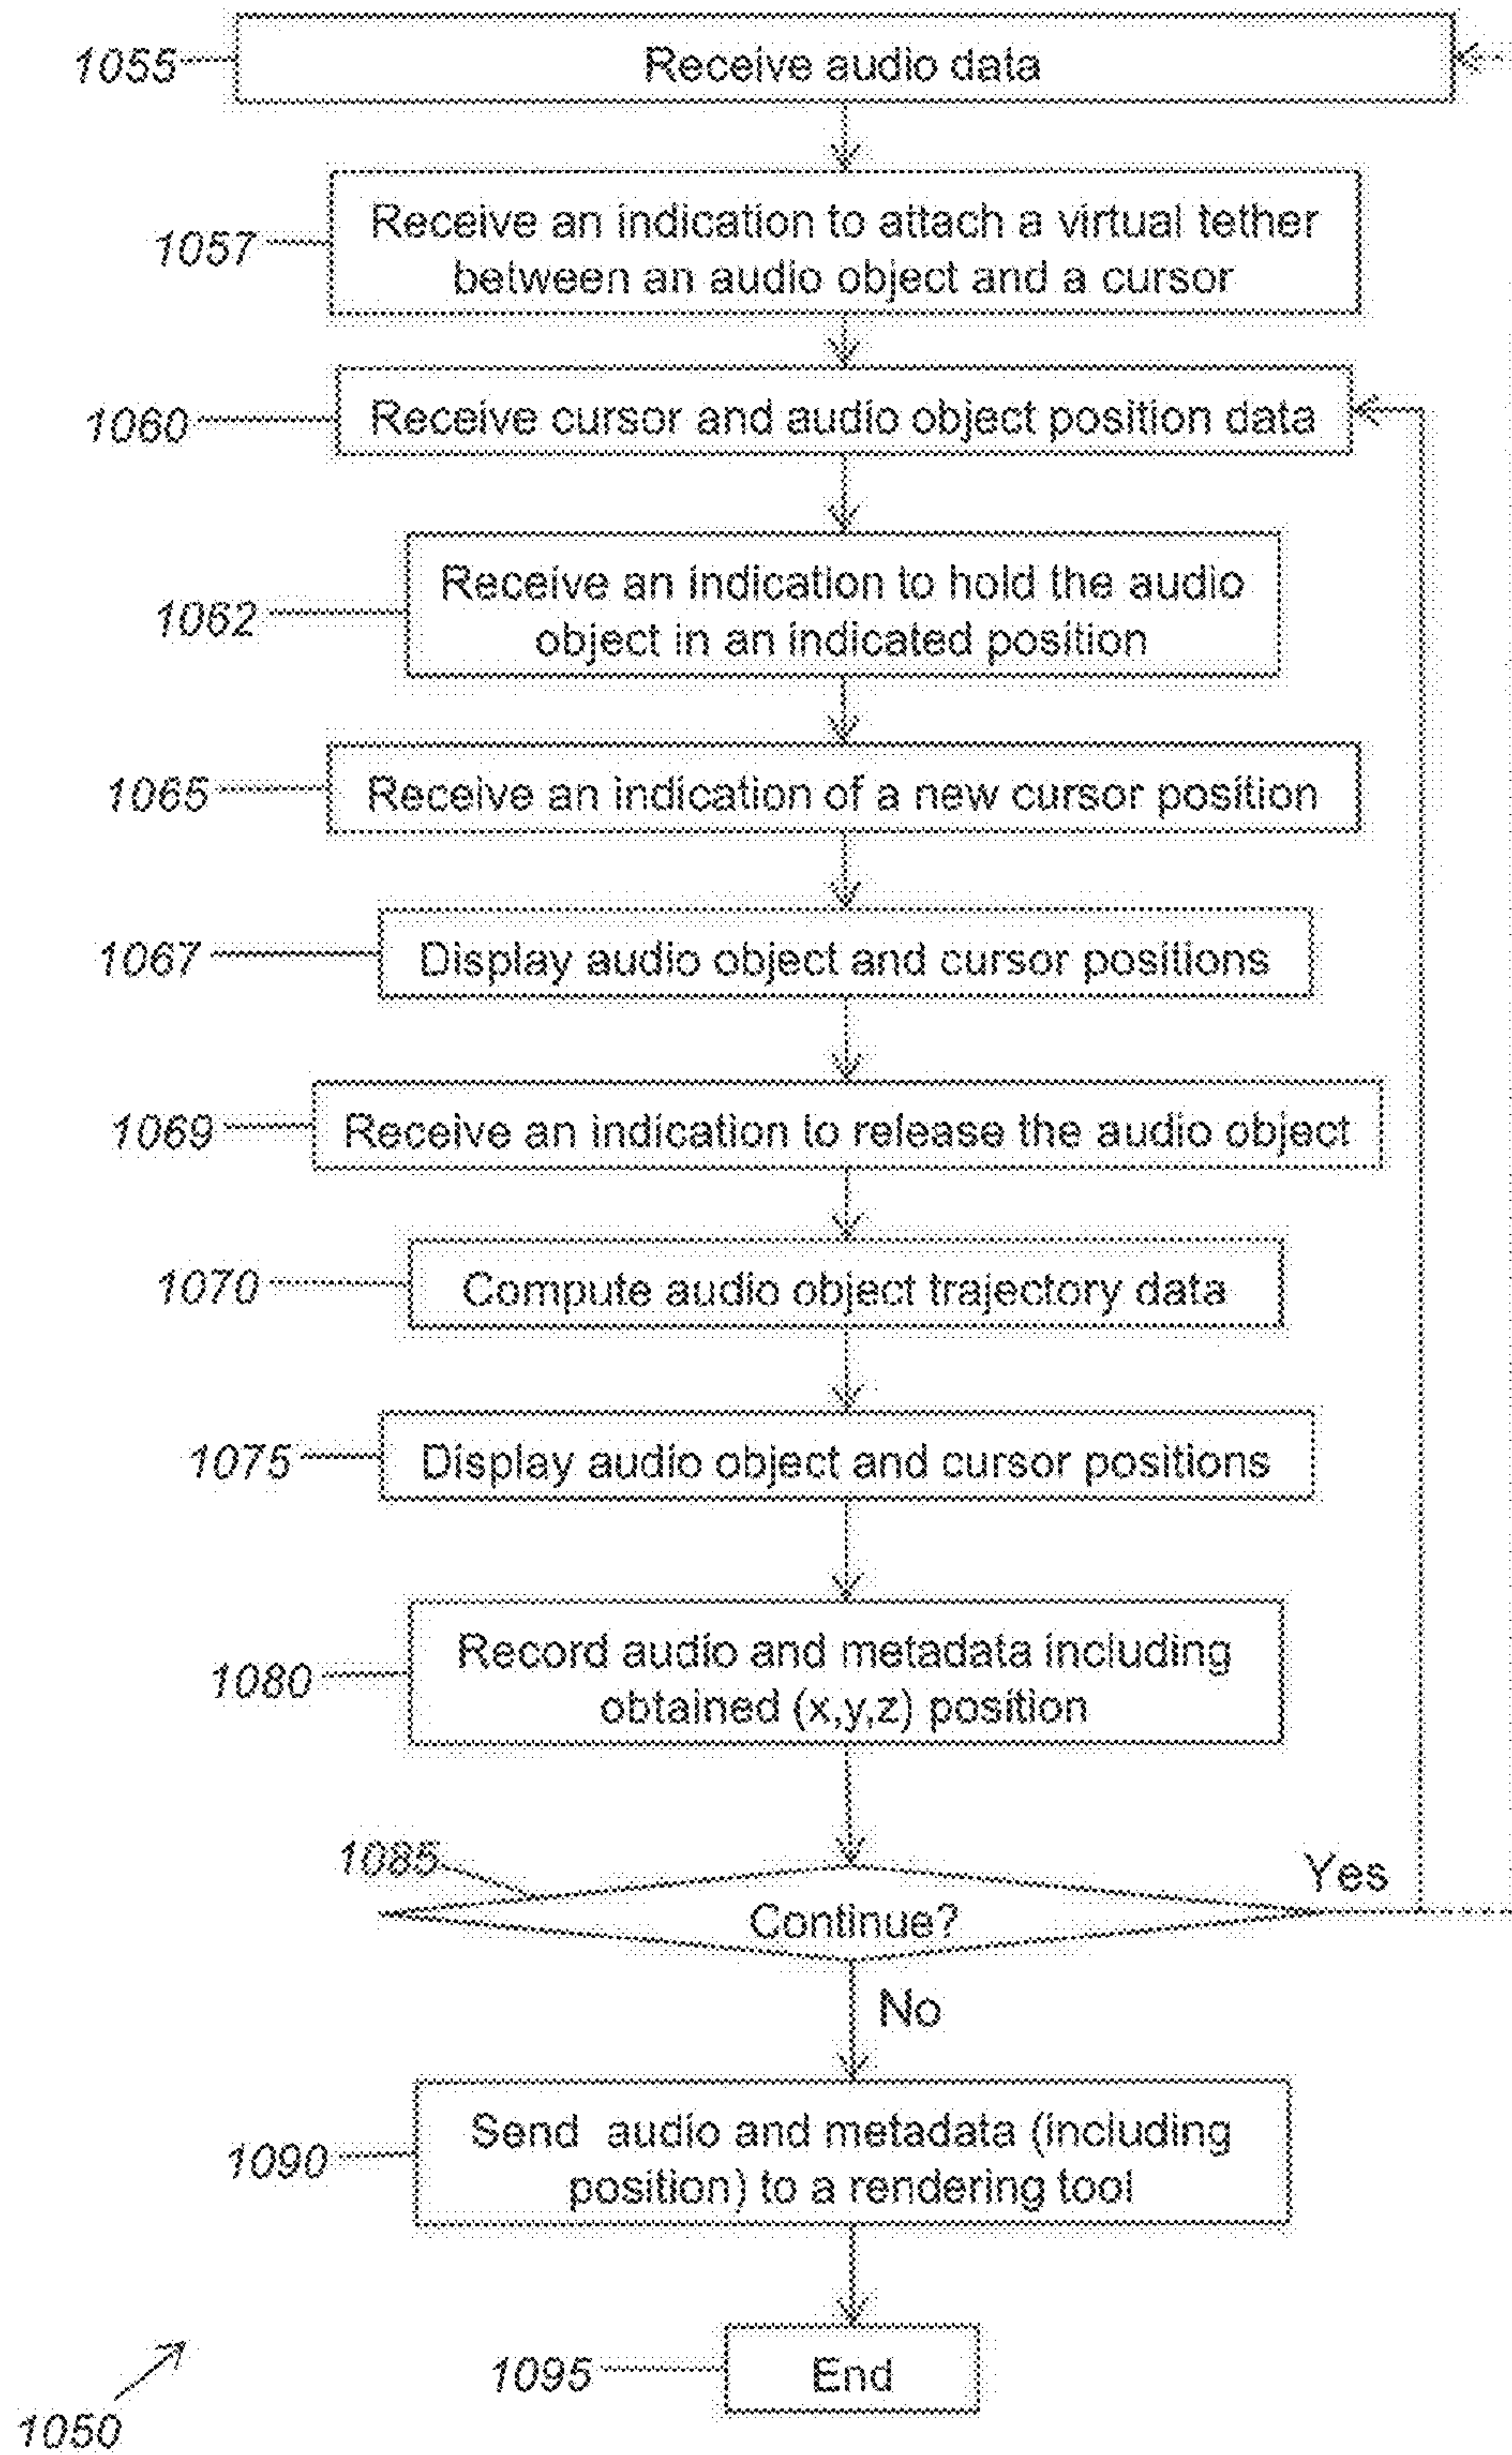 1055
Receive audio data
1057
Receive an indication to attach a virtual tether
between an audio object and a cursor
1060
Receive cursor and audio object position data
1062
Receive an indication to hold the audio
object in an indicated position
1065
Receive an indication of a new cursor position
1067
Display audio object and cursor positions
1069
Receive an indication to release the audio object
1070
Compute audio object trajectory data
1075
Display audio object and cursor positions
1080
Record audio and metadata including
obtained (x,y,z) position
1085
Continue?
Yes
No
1090
Send audio and metadata (including
position) to a rendering tool
1095
End
1050